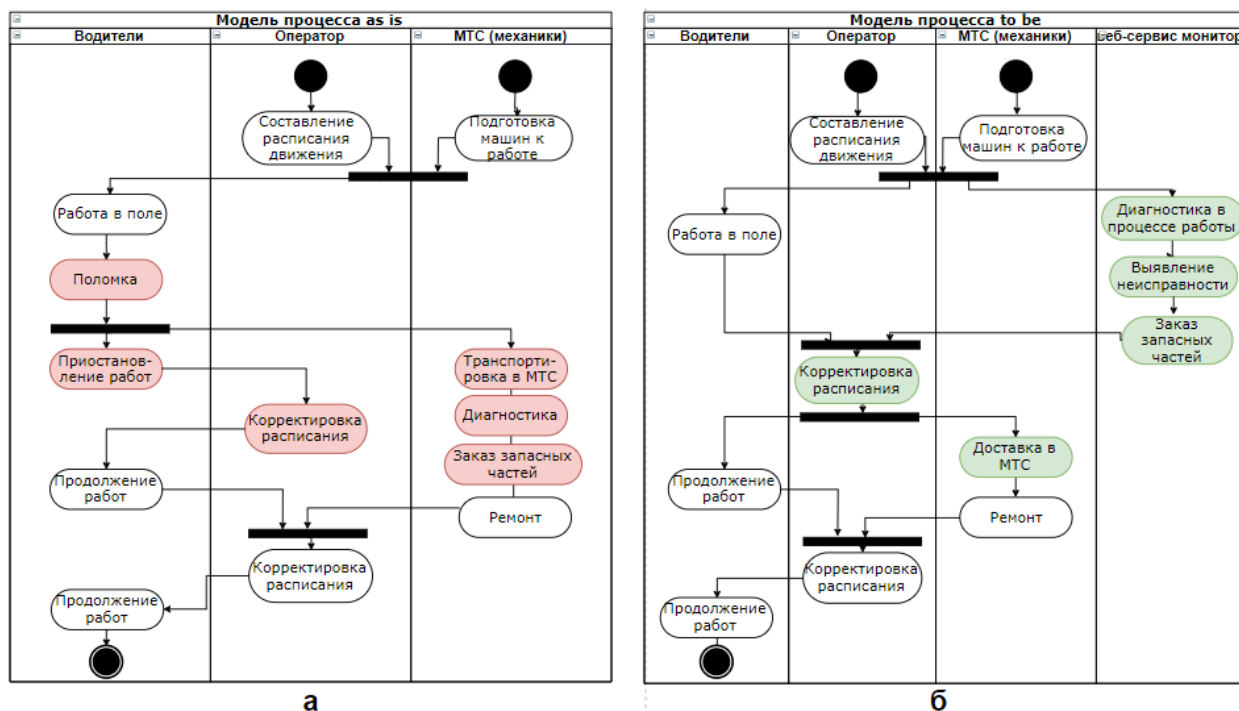 Модель процесса as is
Водители
Оператор
МТС (механики)
Составление
расписания
движения
Подготовка
машин к
работе
Работа в поле
Поломка
Приостанов-
ление работ
Транспорти-
ровка в МТС
Корректировка
расписания
Диагностика
Заказ запасных
частей
Продолжение
работ
Ремонт
Корректировка
расписания
Продолжение
работ
а
Модель процесса to be
Водители
Оператор
МТС (механики)
еб-сервис монитор
Составление
расписания
движения
Подготовка
машин к работе
Работа в поле
Диагностика в
процессе работы
Выявление
неисправности
Заказ
запасных
частей
Корректировка
расписания
Доставка в
МТС
Продолжение
работ
Ремонт
Корректировка
расписания
Продолжение
работ
б